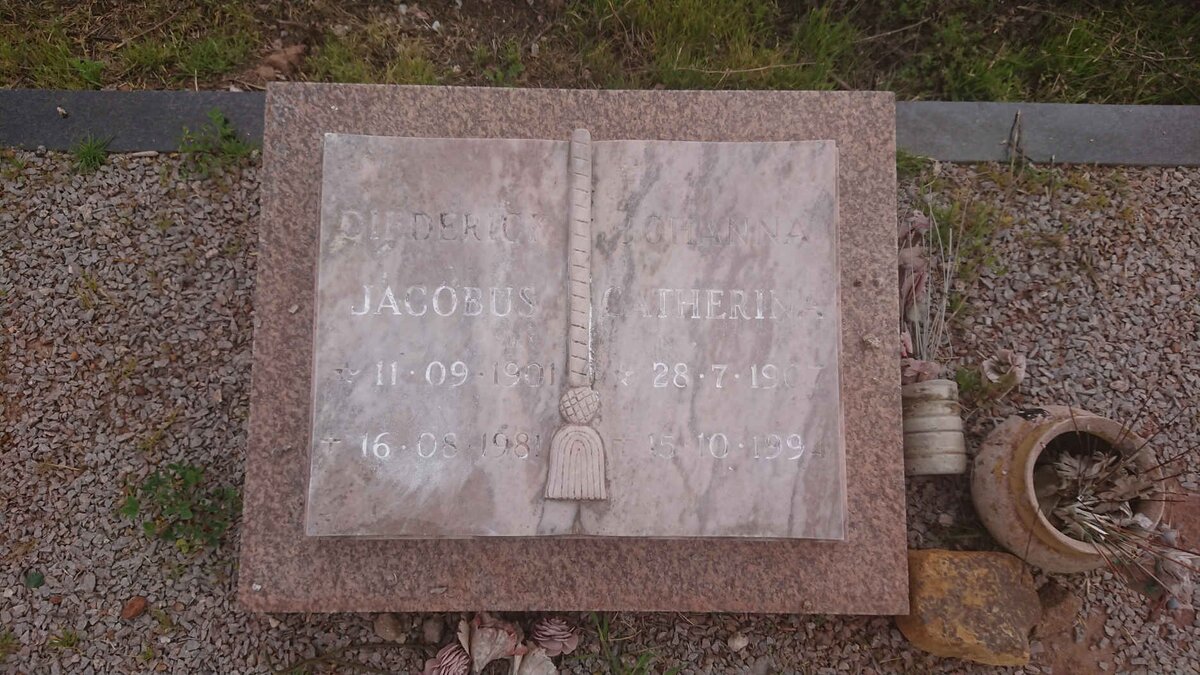 DIEDERICK
JACOBUS
* 11·09·1901
+ 16·08·1981
JOHANNA
CATHERINA
* 28·7·1907
+ 15·10·1994